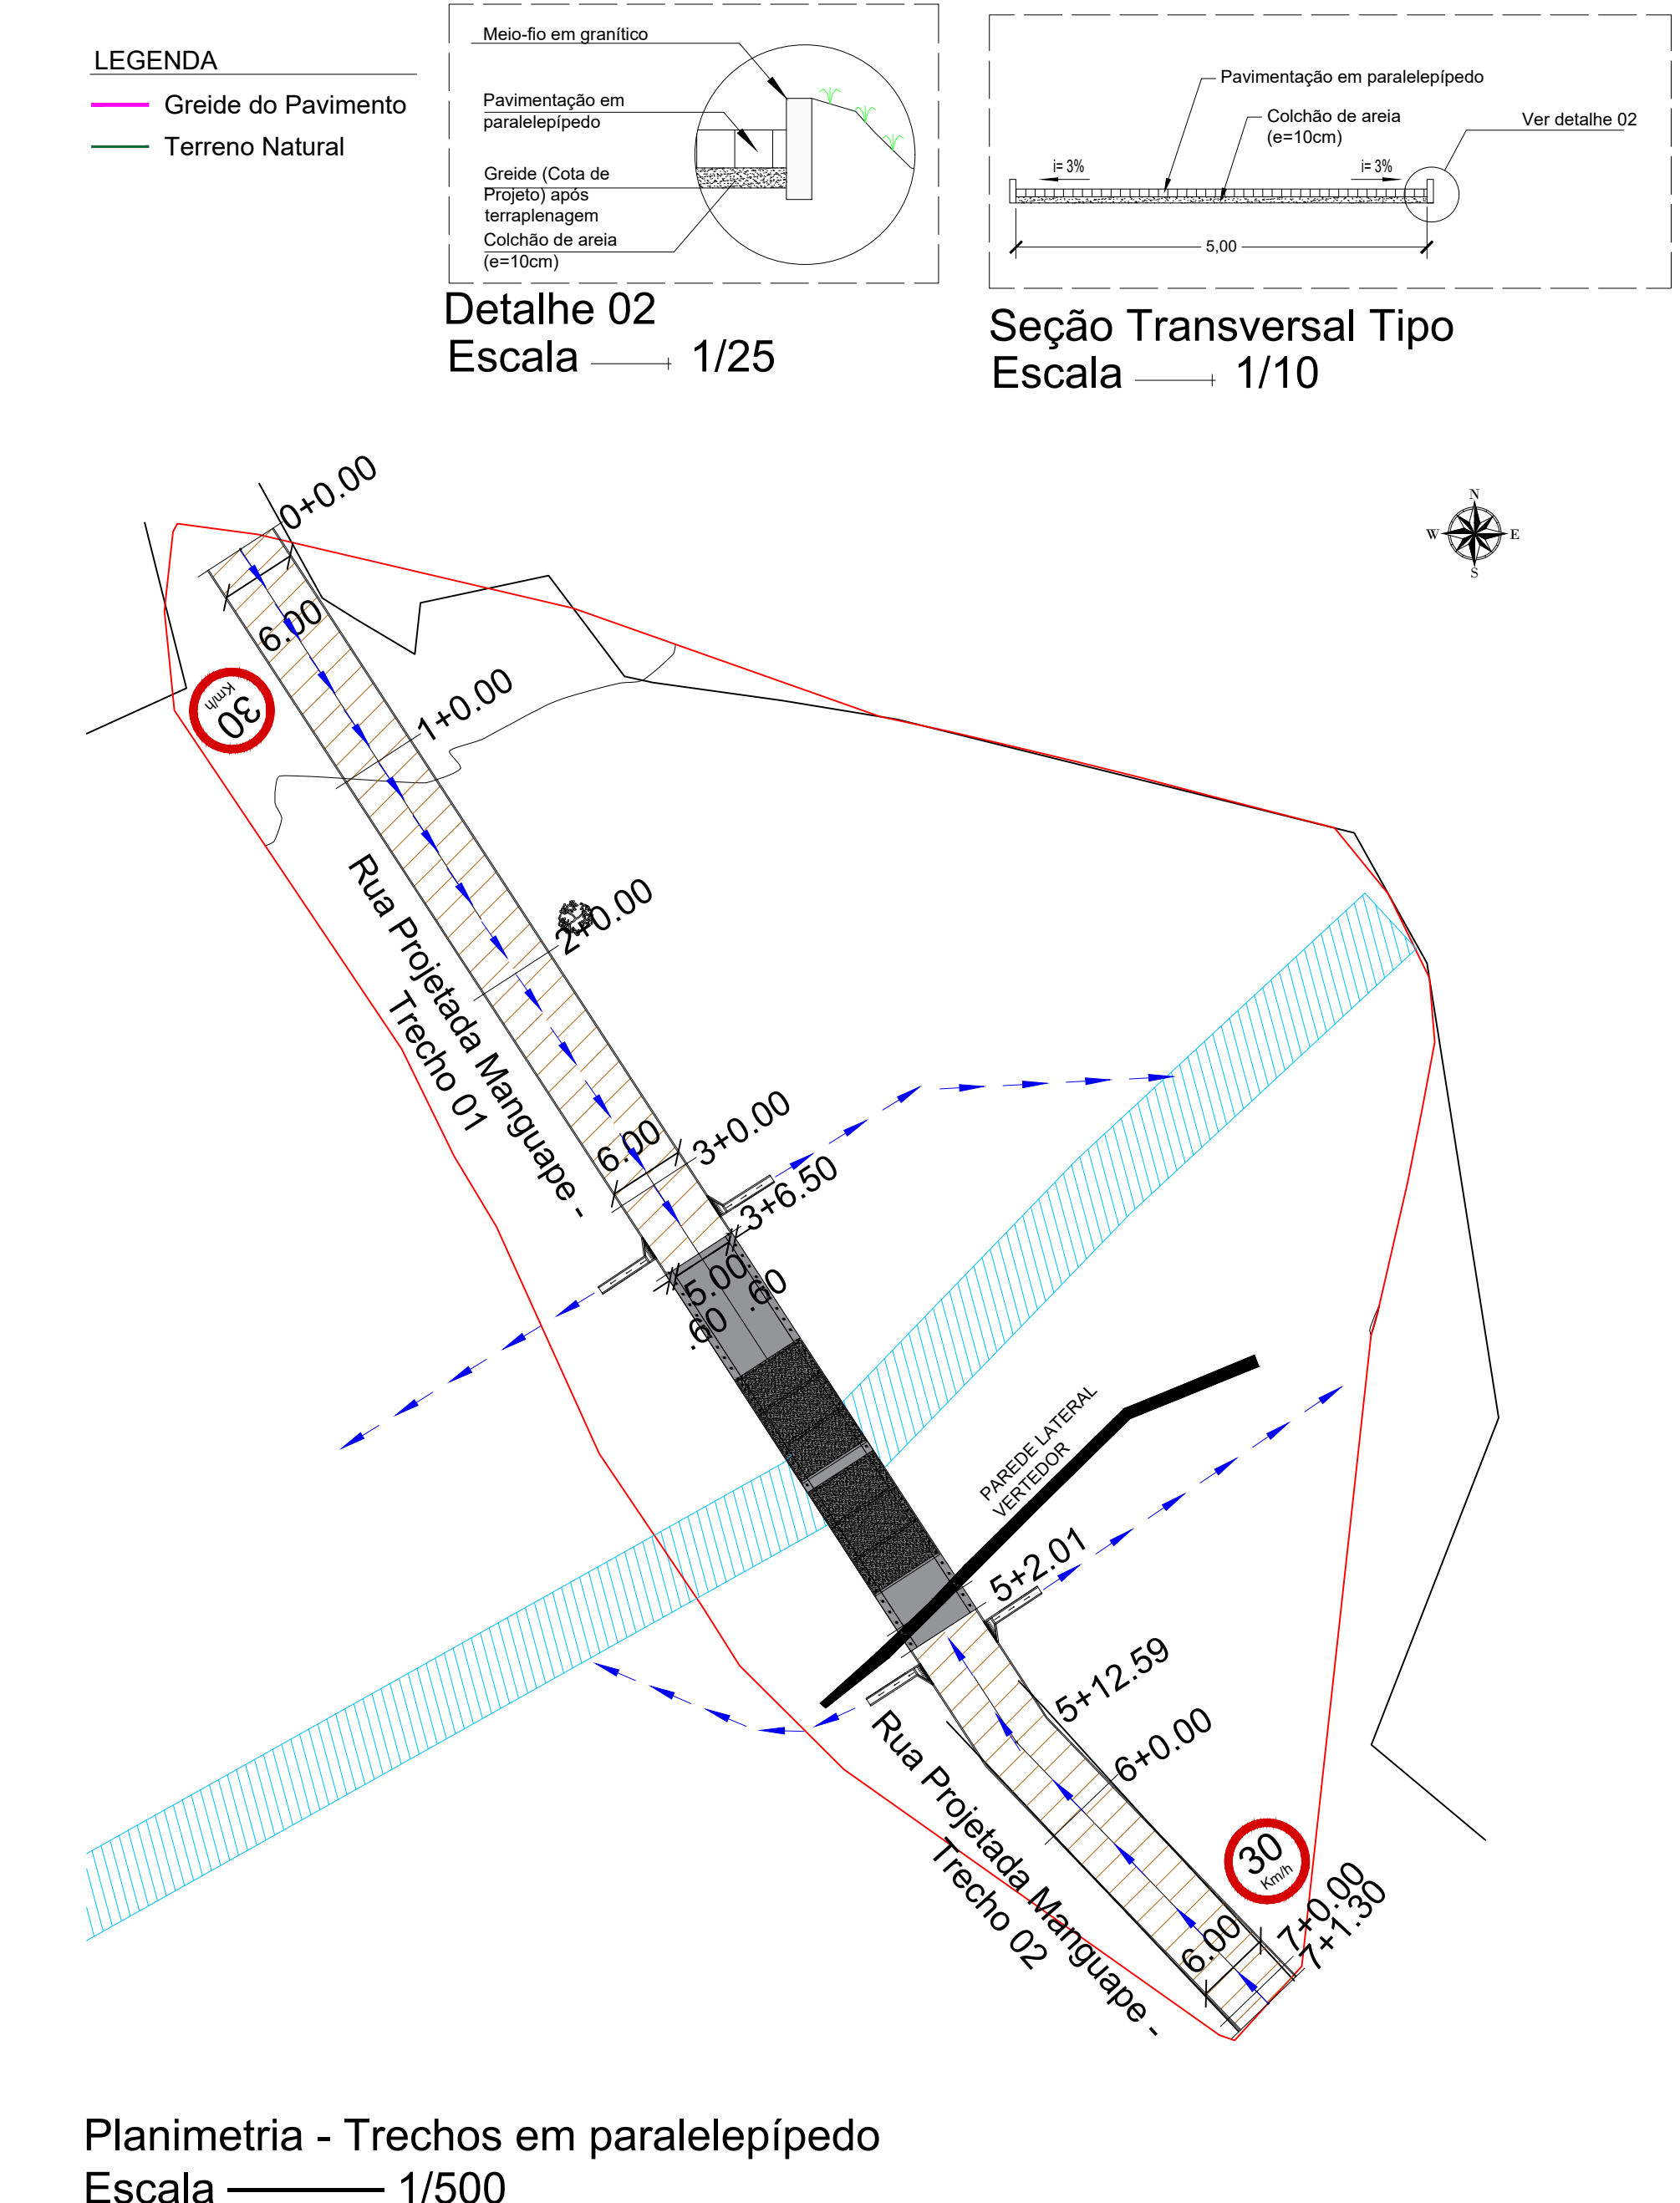 LEGENDA
Greide do Pavimento
Terreno Natural
Meio-fio em granítico
Pavimentação em
paralelepípedo
Greide (Cota de
Projeto) após
terraplenagem
Colchão de areia
(e=10cm)
Detalhe 02
Escala 1/25
Pavimentação em paralelepípedo
Colchão de areia
(e=10cm)
Ver detalhe 02
i= 3%
i= 3%
5,00
Seção Transversal Tipo
Escala 1/10
N
W
E
S
0+0.00
6.00
30
Km/h
1+0.00
2+0.00
Rua Projetada Manguape -
Trecho 01
3+0.00
6.00
3+6.50
5.00
.60
.60
PAREDE LATERAL
VERTEDOR
5+2.01
5+12.59
6+0.00
Rua Projetada Manguape -
Trecho 02
30
Km/h
6.00
7+0.00
7+1.30
Planimetria - Trechos em paralelepípedo
Escala 1/500